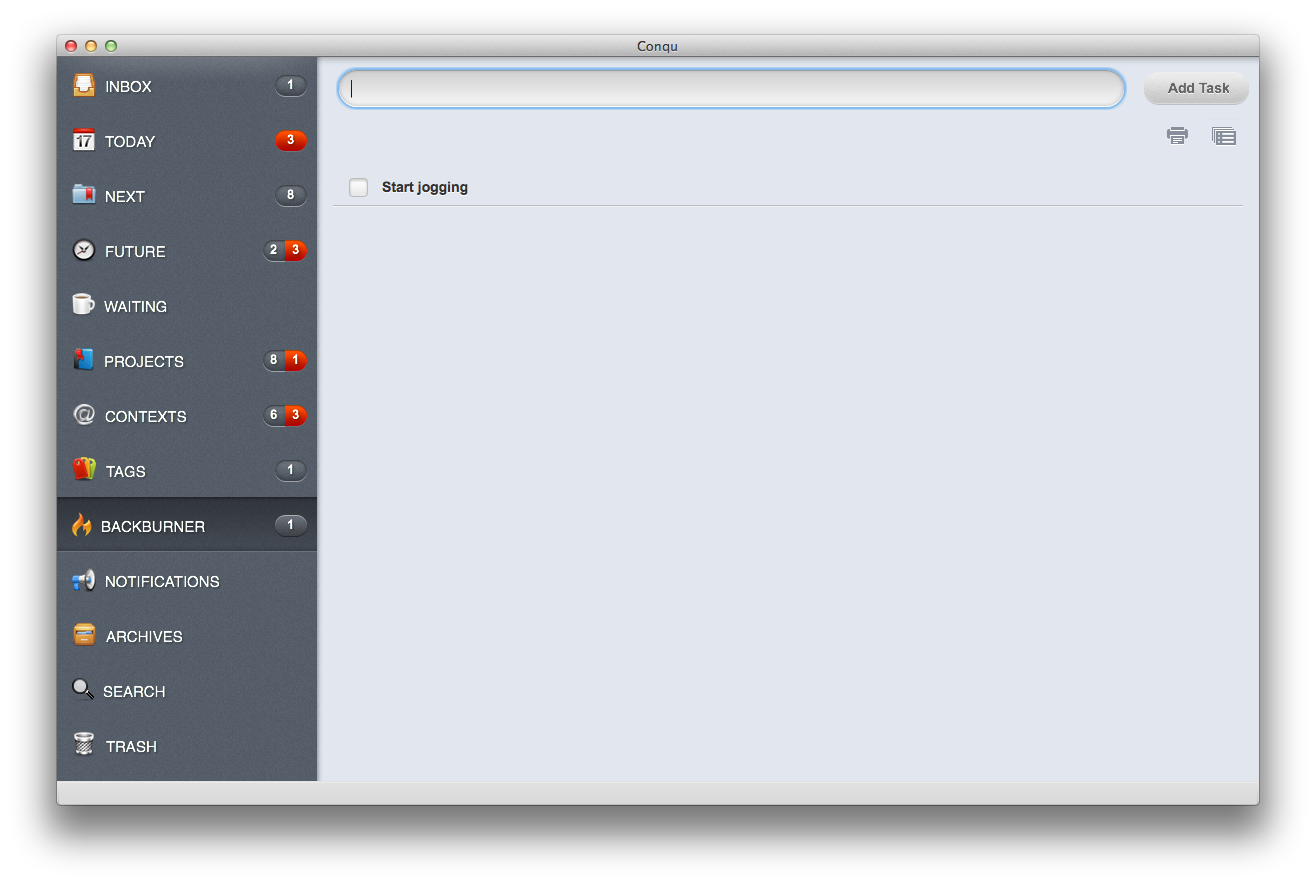 Conqu
INBOX 1
17 TODAY 3
NEXT 8
FUTURE 2 3
WAITING
PROJECTS 8 1
@ CONTEXTS 6 3
TAGS 1
BACKBURNER 1
NOTIFICATIONS
ARCHIVES
SEARCH
TRASH
Add Task
Start jogging